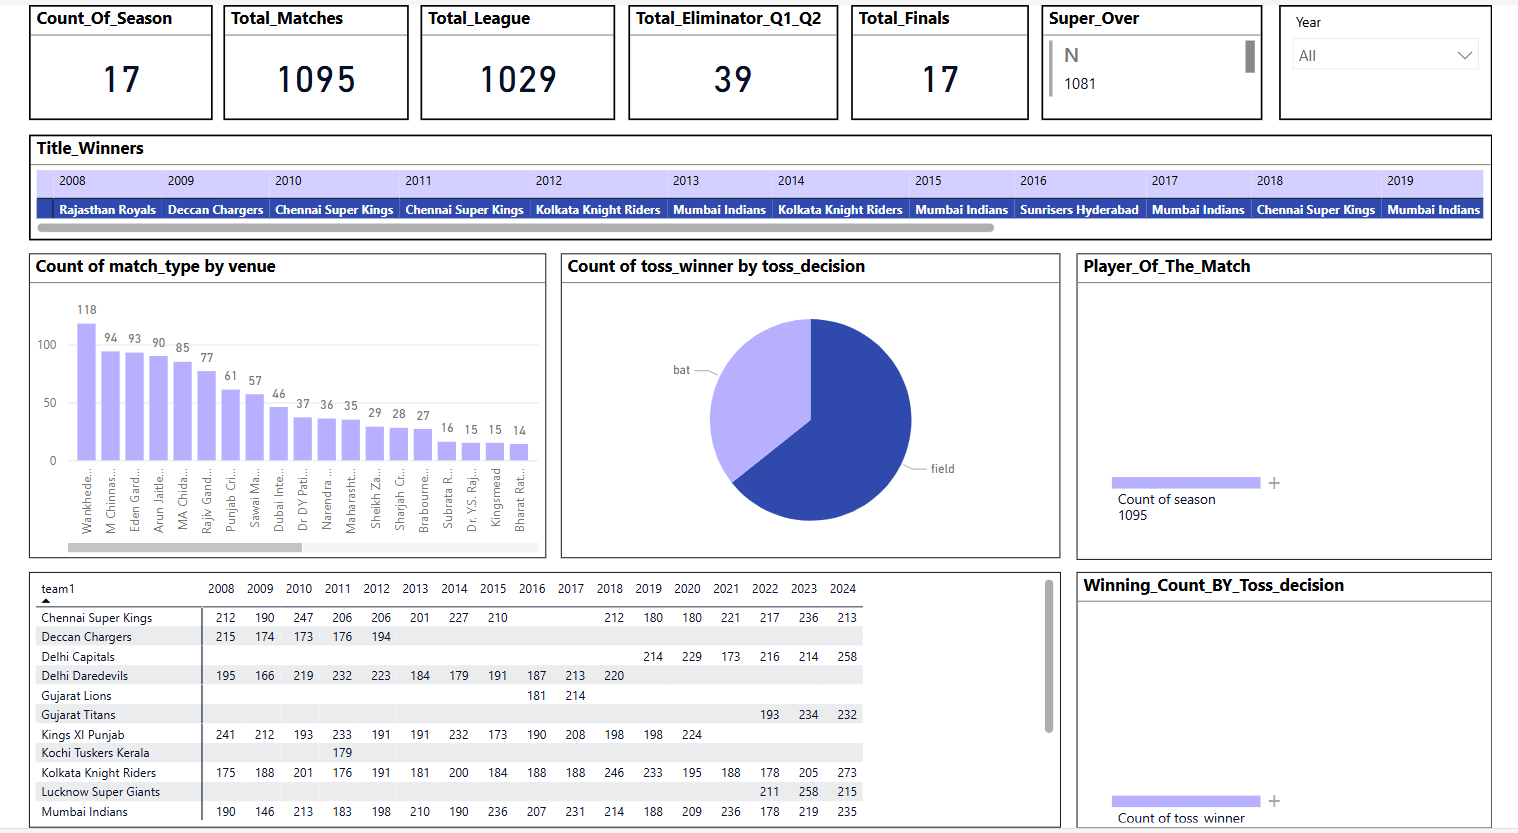 Count_Of_Season
17
Total_Matches
1095
Total_League
1029
Total_Eliminator_Q1_Q2
39
Total_Finals
17
Super_Over
N
1081
Year
All
Title_Winners
2008 2009 2010 2011 2012 2013 2014 2015 2016 2017 2018 2019
Rajasthan Royals Deccan Chargers Chennai Super Kings Chennai Super Kings Kolkata Knight Riders Mumbai Indians Kolkata Knight Riders Mumbai Indians Sunrisers Hyderabad Mumbai Indians Chennai Super Kings Mumbai Indians
Count of match_type by venue
118 94 93 90 85 77 61 57 46 37 36 35 29 28 27 16 15 15 14
100
50
0
Wankhede...
M Chinnas...
Eden Gard...
Arun Jaitle...
MA Chida...
Rajiv Gand...
Punjab Cri...
Sawai Ma...
Dubai Inte...
Dr DY Pati...
Narendra ...
Maharasht...
Sheikh Za...
Sharjah Cr...
Brabourne...
Subrata R...
Dr. Y.S. Raj...
Kingsmead
Bharat Rat...
Count of toss_winner by toss_decision
bat
field
Player_Of_The_Match
Count of season
1095
team1 2008 2009 2010 2011 2012 2013 2014 2015 2016 2017 2018 2019 2020 2021 2022 2023 2024
Chennai Super Kings 212 190 247 206 206 201 227 210 212 180 180 221 217 236 213
Deccan Chargers 215 174 173 176 194
Delhi Capitals 214 229 173 216 214 258
Delhi Daredevils 195 166 219 232 223 184 179 191 187 213 220
Gujarat Lions 181 214
Gujarat Titans 193 234 232
Kings XI Punjab 241 212 193 233 191 191 232 173 190 208 198 198 224
Kochi Tuskers Kerala 179
Kolkata Knight Riders 175 188 201 176 191 181 200 184 188 188 246 233 195 188 178 205 273
Lucknow Super Giants 211 258 215
Mumbai Indians 190 146 213 183 198 210 190 236 207 231 214 188 209 236 178 219 235
Winning_Count_BY_Toss_decision
Count of toss_winner